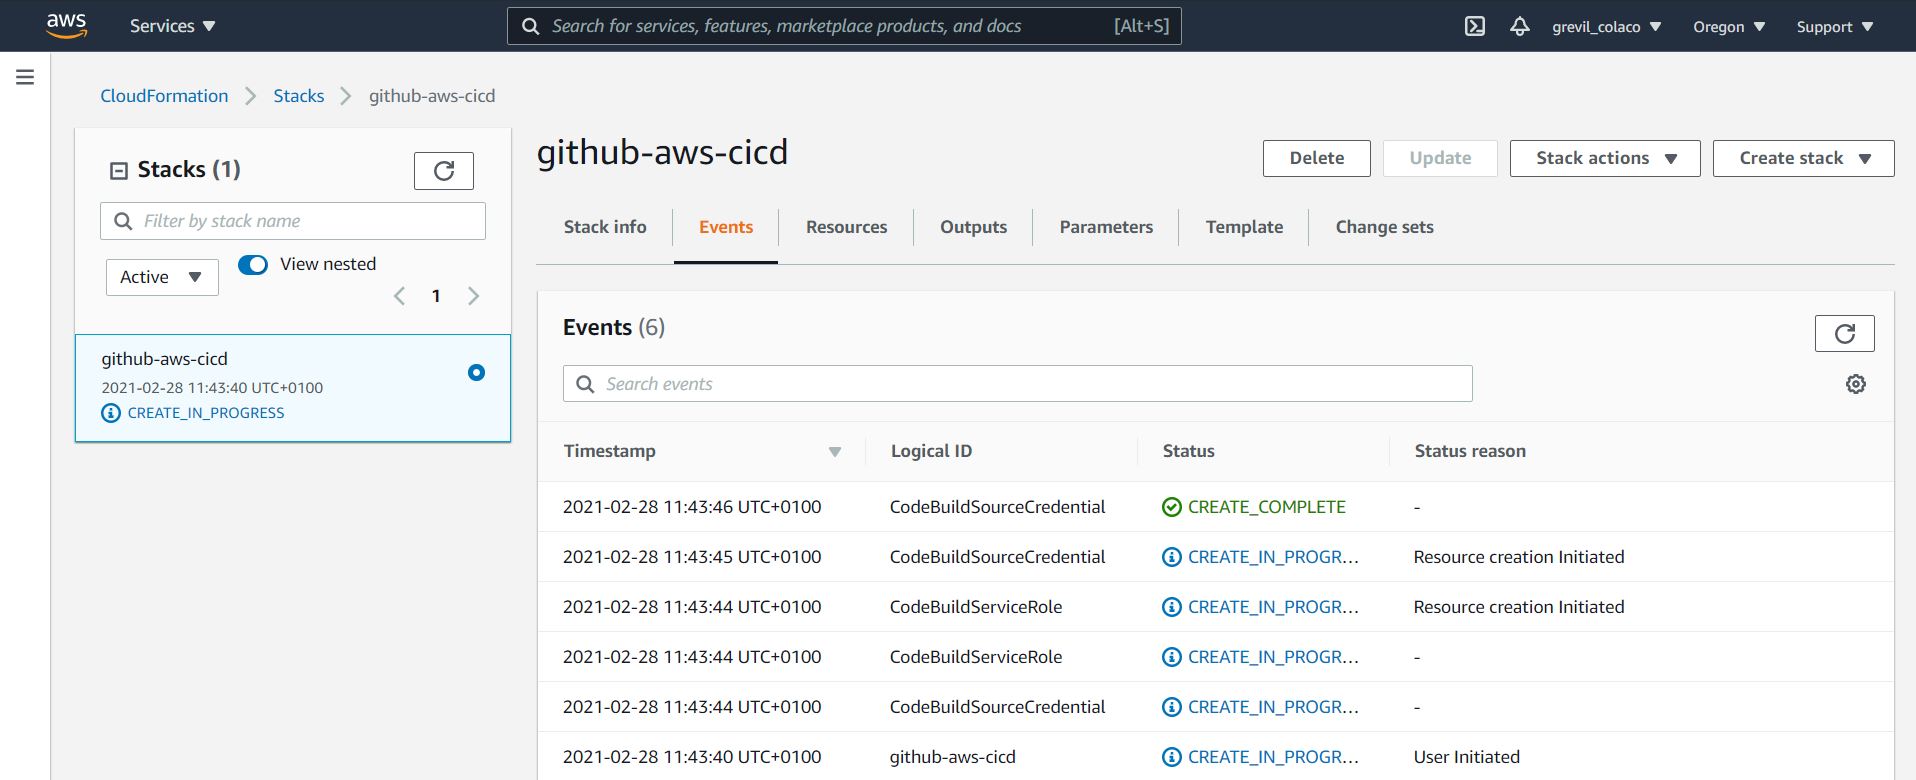 aws Services Search for services, features, marketplace products, and docs [Alt+S] grevil_colaco Oregon Support
CloudFormation Stacks github-aws-cicd
Stacks (1)
Filter by stack name
Active View nested
1
github-aws-cicd
2021-02-28 11:43:40 UTC+0100
CREATE_IN_PROGRESS
github-aws-cicd
Delete Update Stack actions Create stack
Stack info Events Resources Outputs Parameters Template Change sets
Events (6)
Search events
Timestamp Logical ID Status Status reason
2021-02-28 11:43:46 UTC+0100 CodeBuildSourceCredential CREATE_COMPLETE -
2021-02-28 11:43:45 UTC+0100 CodeBuildSourceCredential CREATE_IN_PROGR... Resource creation Initiated
2021-02-28 11:43:44 UTC+0100 CodeBuildServiceRole CREATE_IN_PROGR... Resource creation Initiated
2021-02-28 11:43:44 UTC+0100 CodeBuildServiceRole CREATE_IN_PROGR... -
2021-02-28 11:43:44 UTC+0100 CodeBuildSourceCredential CREATE_IN_PROGR... -
2021-02-28 11:43:40 UTC+0100 github-aws-cicd CREATE_IN_PROGR... User Initiated